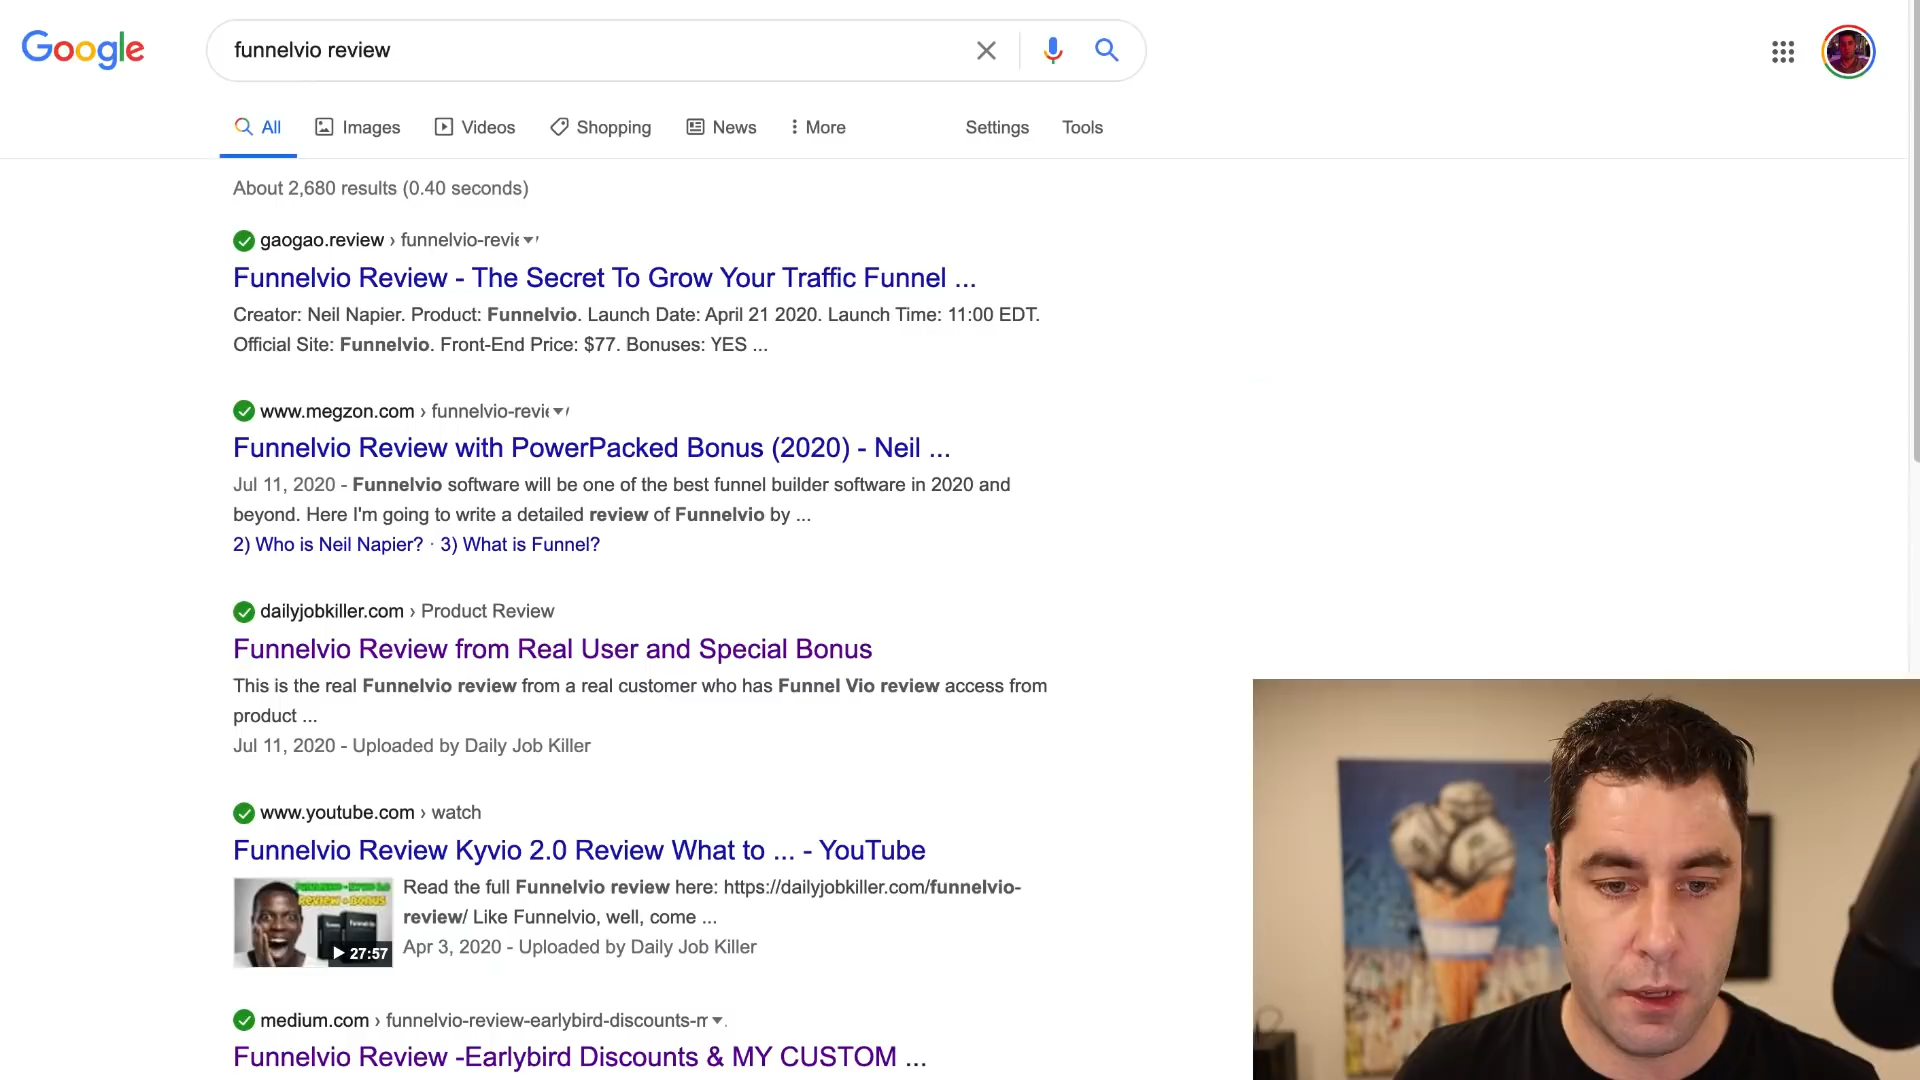 Google
funnelvio review
All
Images
Videos
Shopping
News
More
Settings
Tools
About 2,680 results (0.40 seconds)
gaogao.review › funnelvio-revie
Funnelvio Review - The Secret To Grow Your Traffic Funnel ...
Creator: Neil Napier. Product: Funnelvio. Launch Date: April 21 2020. Launch Time: 11:00 EDT.
Official Site: Funnelvio. Front-End Price: $77. Bonuses: YES ...
www.megzon.com › funnelvio-revie
Funnelvio Review with PowerPacked Bonus (2020) - Neil ...
Jul 11, 2020 - Funnelvio software will be one of the best funnel builder software in 2020 and
beyond. Here I'm going to write a detailed review of Funnelvio by ...
2) Who is Neil Napier? · 3) What is Funnel?
dailyjobkiller.com › Product Review
Funnelvio Review from Real User and Special Bonus
This is the real Funnelvio review from a real customer who has Funnel Vio review access from
product ...
Jul 11, 2020 - Uploaded by Daily Job Killer
www.youtube.com › watch
Funnelvio Review Kyvio 2.0 Review What to ... - YouTube
Read the full Funnelvio review here: https://dailyjobkiller.com/funnelvio-
review/ Like Funnelvio, well, come ...
Apr 3, 2020 - Uploaded by Daily Job Killer
REVIEW + BONUS
27:57
medium.com › funnelvio-review-earlybird-discounts-m
Funnelvio Review -Earlybird Discounts & MY CUSTOM ...